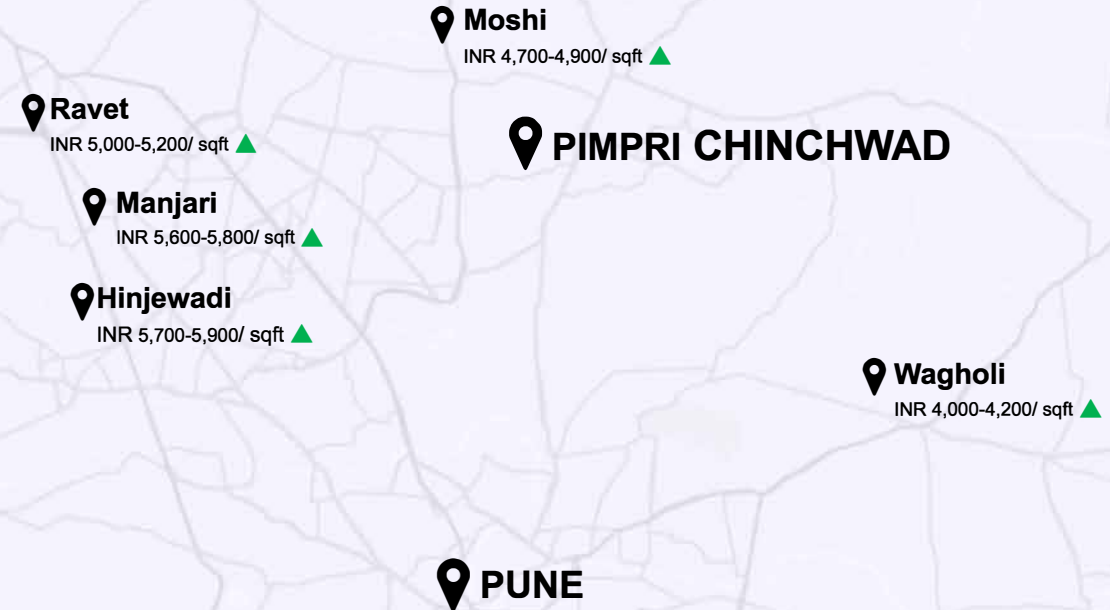 Moshi
INR 4,700-4,900/ sqft
Ravet
INR 5,000-5,200/ sqft
PIMPRI CHINCHWAD
Manjari
INR 5,600-5,800/ sqft
Hinjewadi
INR 5,700-5,900/ sqft
Wagholi
INR 4,000-4,200/ sqft
PUNE